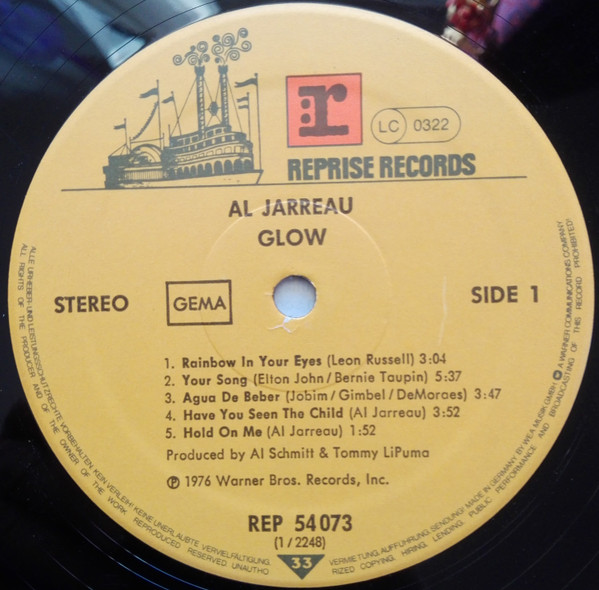 r
LC 0322
REPRISE RECORDS
AL JARREAU
GLOW
STEREO
GEMA
SIDE 1
1. Rainbow In Your Eyes (Leon Russell) 3:04
2. Your Song (Elton John/Bernie Taupin) 5:37
3. Agua De Beber (Jobim/Gimbel/DeMoraes) 3:47
4. Have You Seen The Child (Al Jarreau) 3:52
5. Hold On Me (Al Jarreau) 1:52
Produced by Al Schmitt & Tommy LiPuma
℗ 1976 Warner Bros. Records, Inc.
REP 54 073
(1/2248)
33
ALLE URHEBER- UND LEISTUNGSSCHUTZRECHTE VORBEHALTEN. KEIN VERLEIH! KEINE UNERLAUBTE VERVIELFÄLTIGUNG, VERMIETUNG, AUFFÜHRUNG, SENDUNG! MADE IN GERMANY BY WEA MUSIK GMBH A WARNER COMMUNICATIONS COMPANY
ALL RIGHTS OF THE PRODUCER AND OF THE OWNER OF THE WORK REPRODUCED RESERVED UNAUTHORIZED COPYING, HIRING, LENDING, PUBLIC PERFORMANCE AND BROADCASTING OF THIS RECORD PROHIBITED!